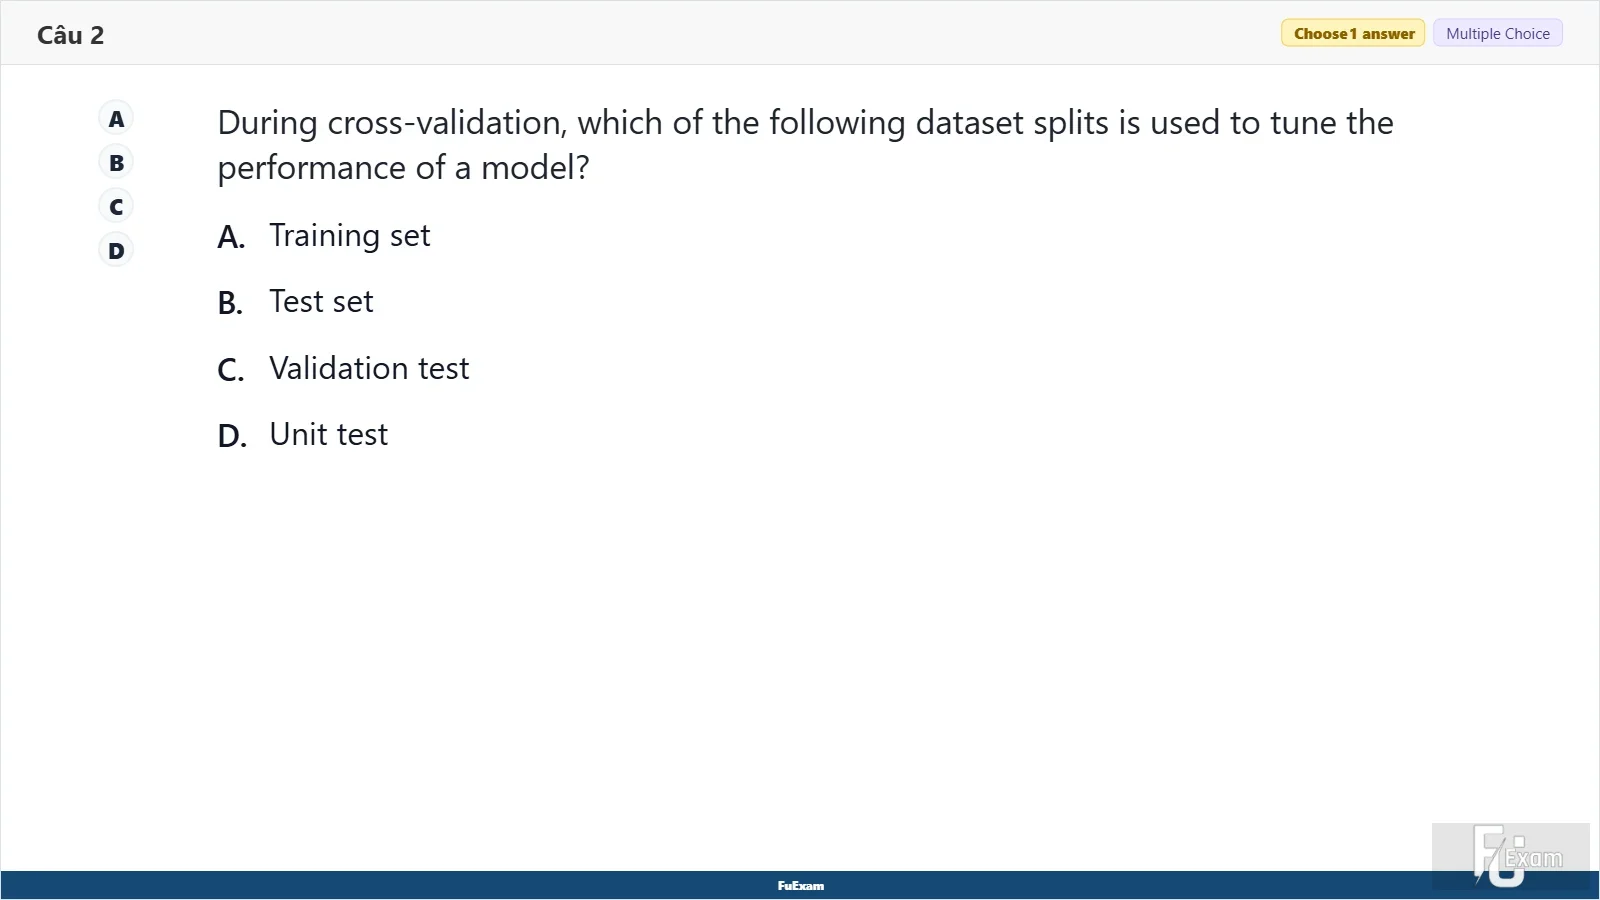 Câu 2
Choose 1 answer
Multiple Choice
A
B
C
D
During cross-validation, which of the following dataset splits is used to tune the
performance of a model?
A. Training set
B. Test set
C. Validation test
D. Unit test
FU Exam
FuExam